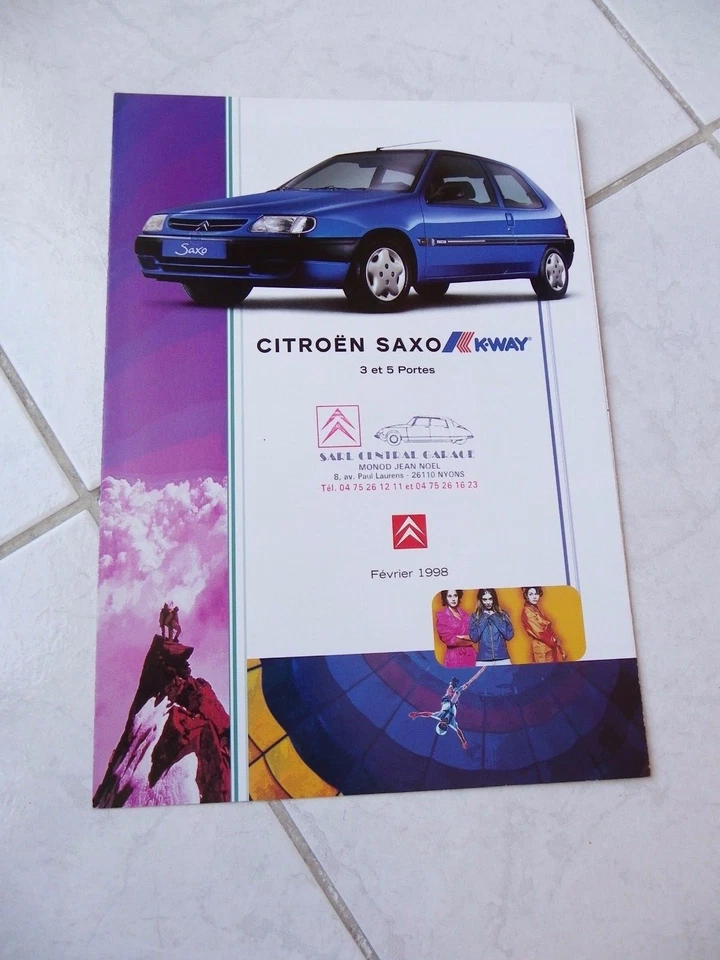 Saxo
CITROËN SAXO K-WAY®
3 et 5 Portes
SARL CENTRAL GARAGE
MONOD JEAN NOEL
8, av. Paul Laurens - 26110 NYONS
Tél. 04 75 26 12 11 et 04 75 26 16 23
Février 1998